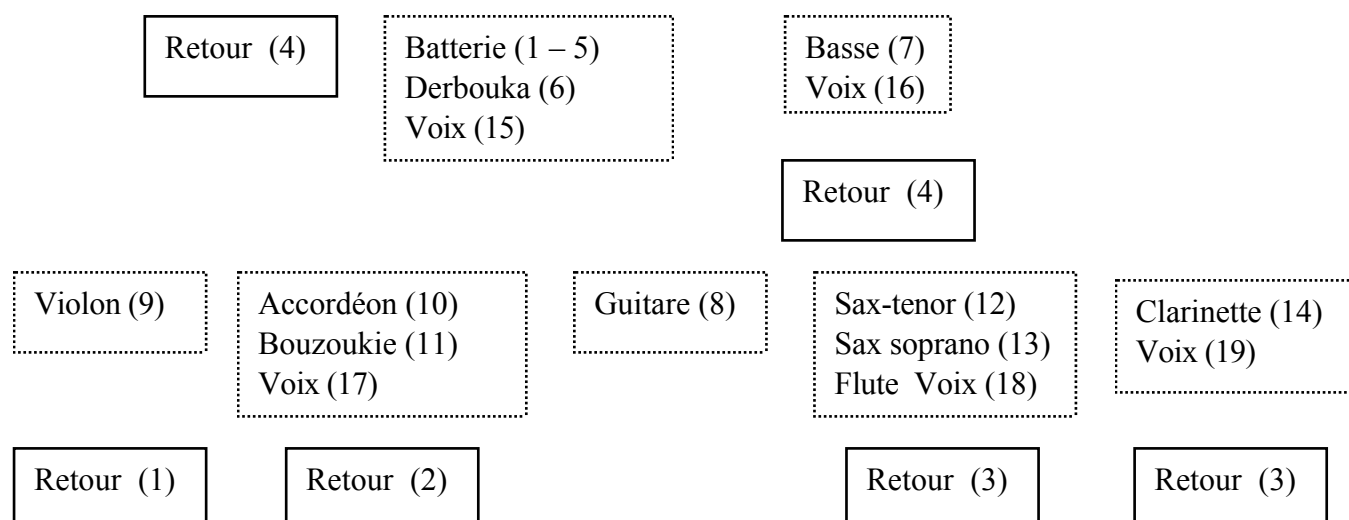 Retour (4)
Batterie (1 – 5)
Derbouka (6)
Voix (15)
Basse (7)
Voix (16)
Retour (4)
Violon (9)
Accordéon (10)
Bouzoukie (11)
Voix (17)
Guitare (8)
Sax-tenor (12)
Sax soprano (13)
Flute Voix (18)
Clarinette (14)
Voix (19)
Retour (1)
Retour (2)
Retour (3)
Retour (3)